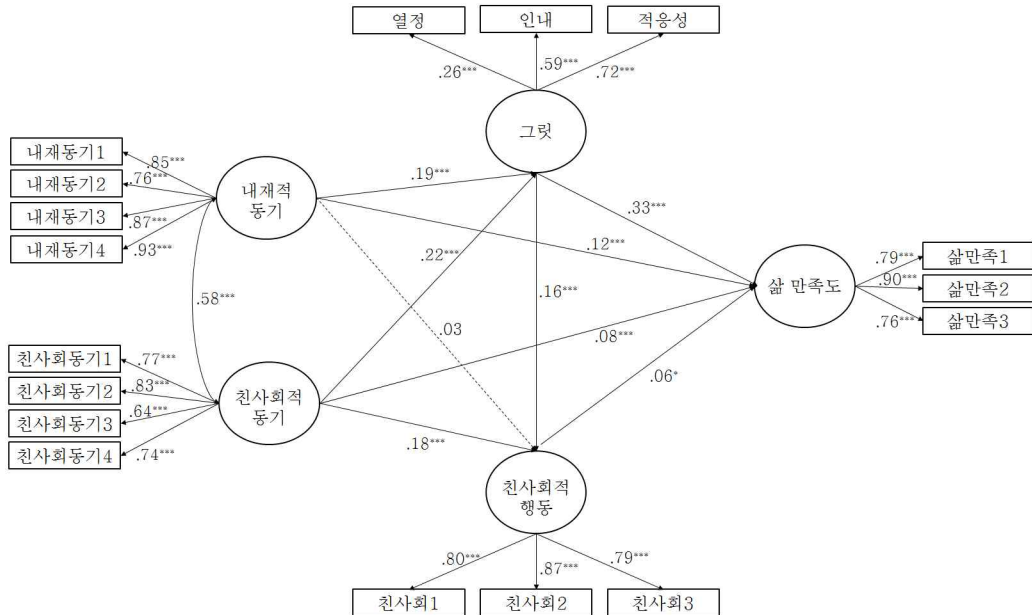 열정
인내
적응성
.26***
.59***
.72***
그릿
내재동기1
내재동기2
내재동기3
내재동기4
.85***
.76***
.87***
.93***
내재적
동기
.19***
.33***
.12***
.22***
.58***
.16***
.03
.08***
.06*
삶 만족도
.79***
.90***
.76***
삶만족1
삶만족2
삶만족3
친사회동기1
친사회동기2
친사회동기3
친사회동기4
.77***
.83***
.64***
.74***
친사회적
동기
.18***
친사회적
행동
.80***
.87***
.79***
친사회1
친사회2
친사회3